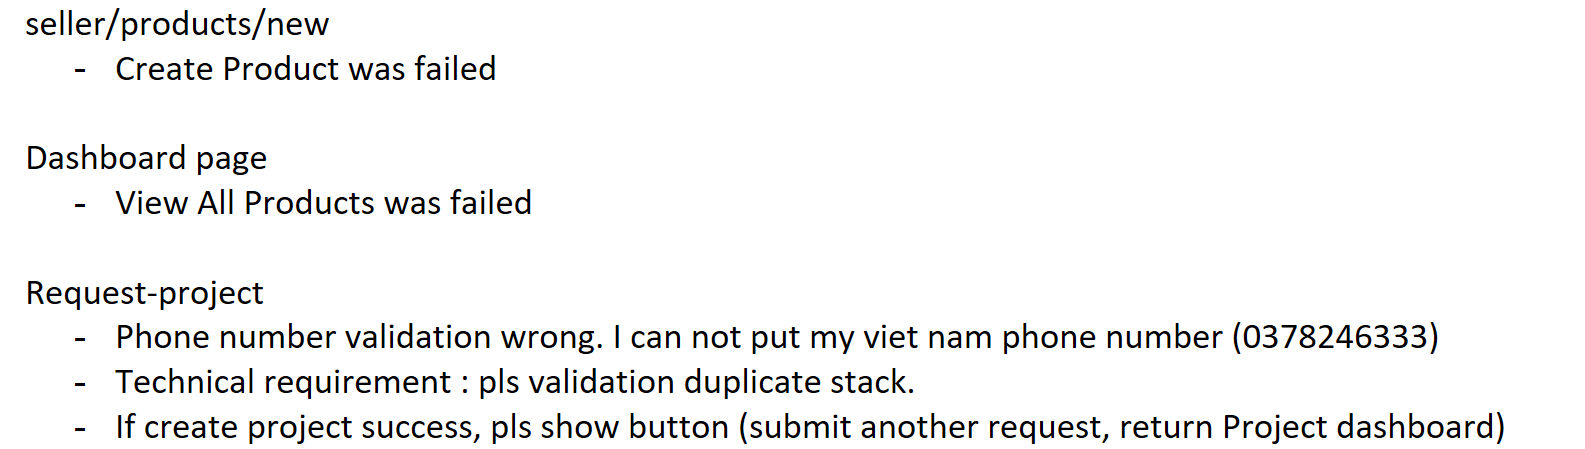 seller/products/new
- Create Product was failed
Dashboard page
- View All Products was failed
Request-project
- Phone number validation wrong. I can not put my viet nam phone number (0378246333)
- Technical requirement : pls validation duplicate stack.
- If create project success, pls show button (submit another request, return Project dashboard)